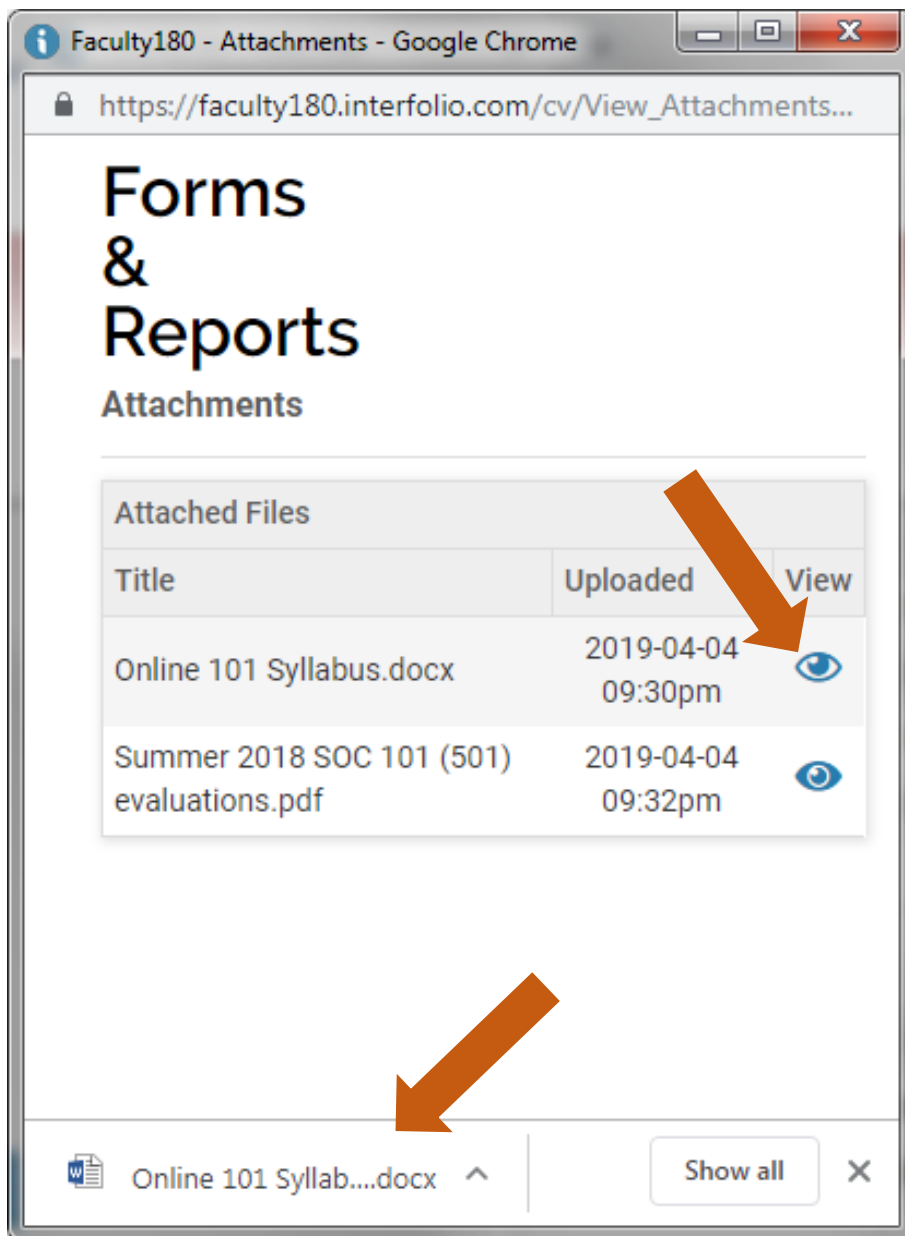 Faculty180 - Attachments - Google Chrome
https://faculty180.interfolio.com/cv/View_Attachments...
Forms
&
Reports
Attachments
Attached Files
Title Uploaded View
Online 101 Syllabus.docx 2019-04-04 09:30pm
Summer 2018 SOC 101 (501) evaluations.pdf 2019-04-04 09:32pm
Online 101 Syllab....docx Show all